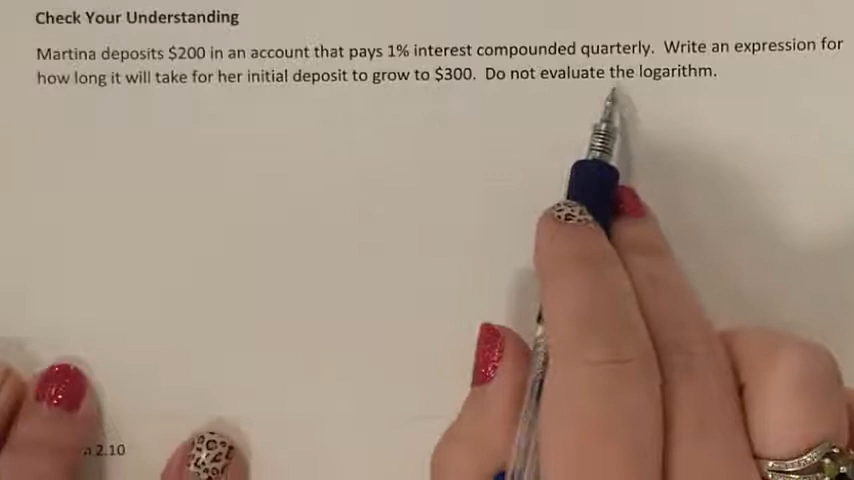 Check Your Understanding
Martina deposits $200 in an account that pays 1% interest compounded quarterly. Write an expression for
how long it will take for her initial deposit to grow to $300. Do not evaluate the logarithm.
2.10